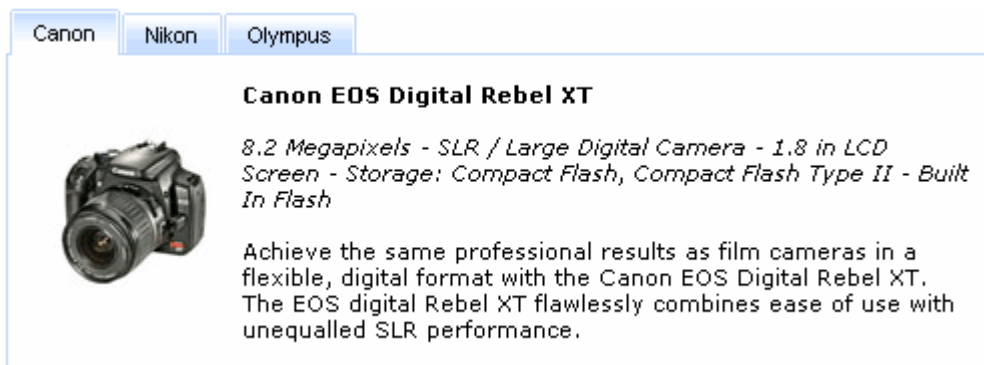 Canon Nikon Olympus
Canon EOS Digital Rebel XT
8.2 Megapixels - SLR / Large Digital Camera - 1.8 in LCD
Screen - Storage: Compact Flash, Compact Flash Type II - Built
In Flash
Achieve the same professional results as film cameras in a
flexible, digital format with the Canon EOS Digital Rebel XT.
The EOS digital Rebel XT flawlessly combines ease of use with
unequalled SLR performance.
Canon